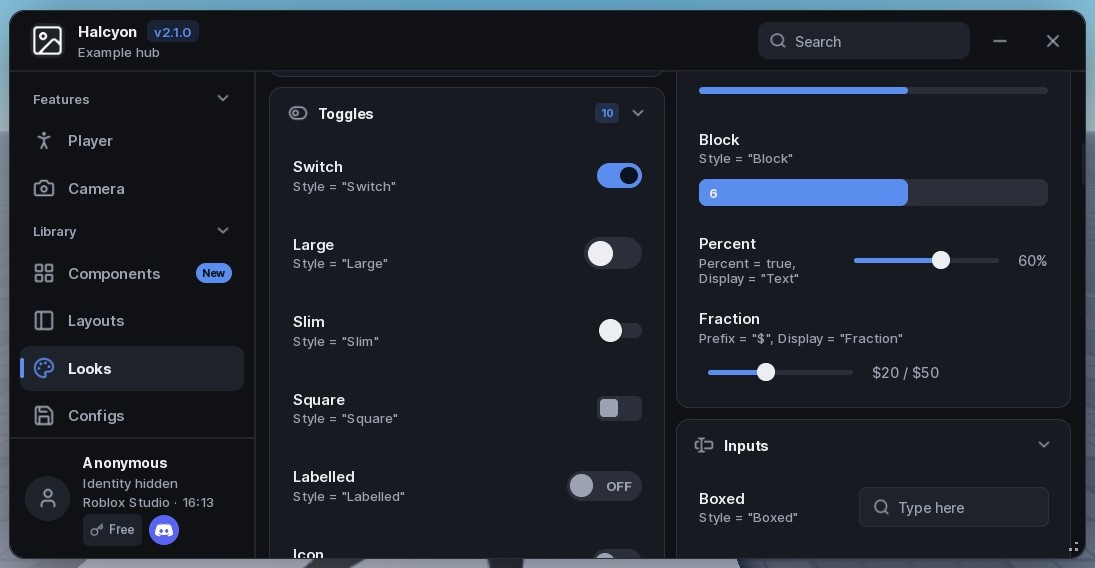 Halcyon v2.1.0
Example hub
Search
Features
Player
Camera
Library
Components New
Layouts
Looks
Configs
Anonymous
Identity hidden
Roblox Studio · 16:13
Free
Toggles 10
Switch
Style = "Switch"
Large
Style = "Large"
Slim
Style = "Slim"
Square
Style = "Square"
Labelled
Style = "Labelled"
OFF
Icon
Block
Style = "Block"
6
Percent
Percent = true,
Display = "Text"
60%
Fraction
Prefix = "$", Display = "Fraction"
$20 / $50
Inputs
Boxed
Style = "Boxed"
Type here